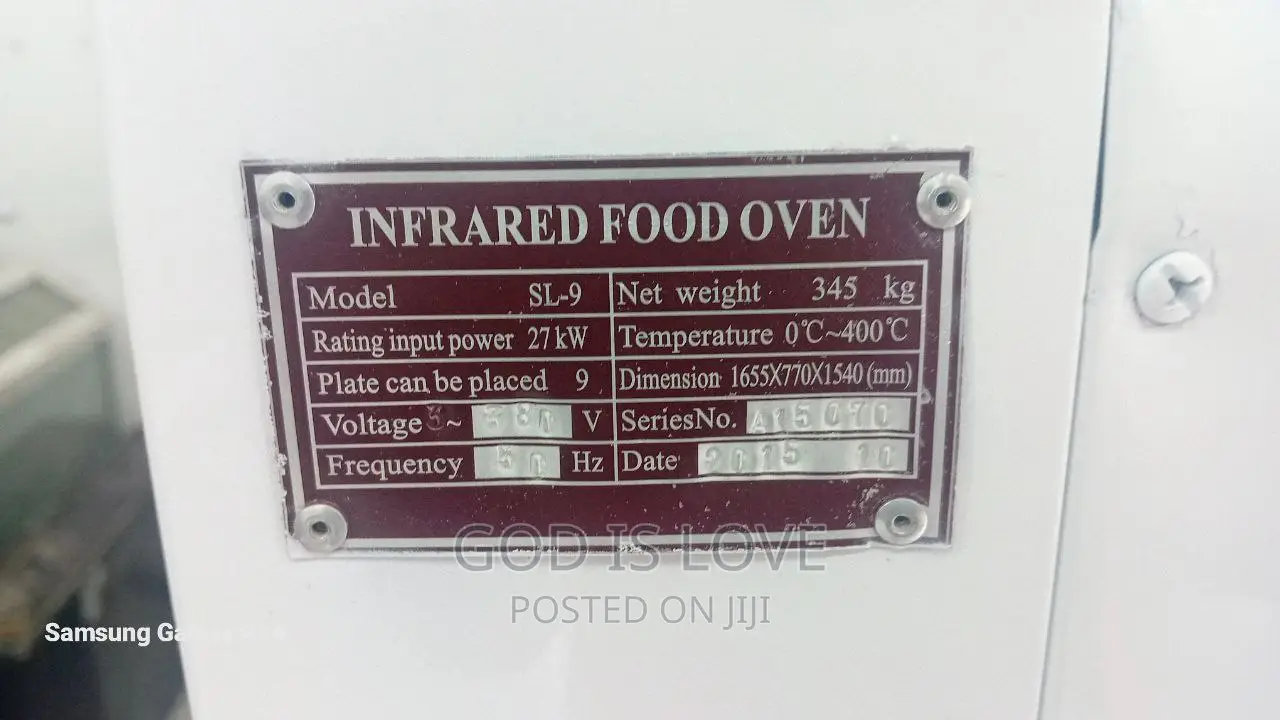 INFRARED FOOD OVEN
Model SL-9 Net weight 345 kg
Rating input power 27 kW Temperature 0℃~400℃
Plate can be placed 9 Dimension 1655X770X1540 (mm)
Voltage 3~ 380 V SeriesNo. A15070
Frequency 50 Hz Date 2015 10
GOD IS LOVE
POSTED ON JIJI
Samsung